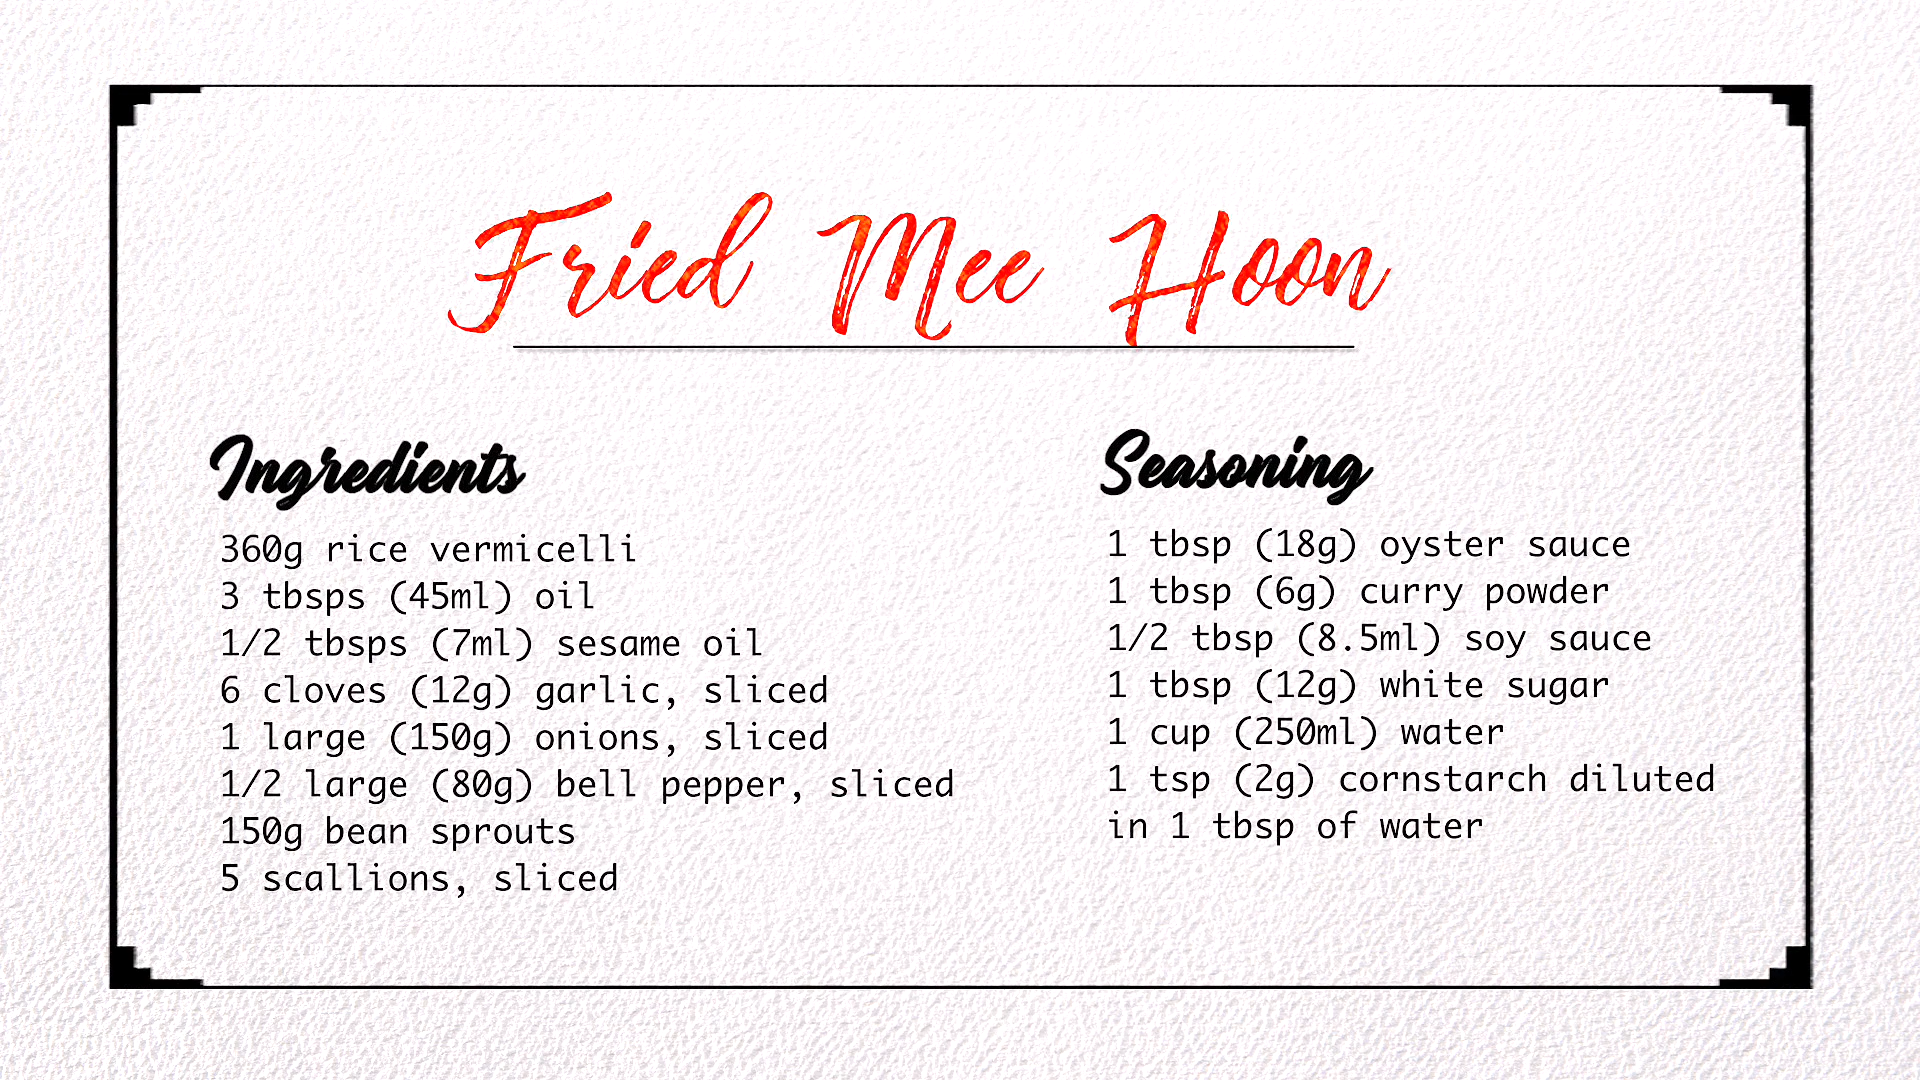 Fried Mee Hoon
Ingredients
360g rice vermicelli
3 tbsps (45ml) oil
1/2 tbsps (7ml) sesame oil
6 cloves (12g) garlic, sliced
1 large (150g) onions, sliced
1/2 large (80g) bell pepper, sliced
150g bean sprouts
5 scallions, sliced
Seasoning
1 tbsp (18g) oyster sauce
1 tbsp (6g) curry powder
1/2 tbsp (8.5ml) soy sauce
1 tbsp (12g) white sugar
1 cup (250ml) water
1 tsp (2g) cornstarch diluted
in 1 tbsp of water